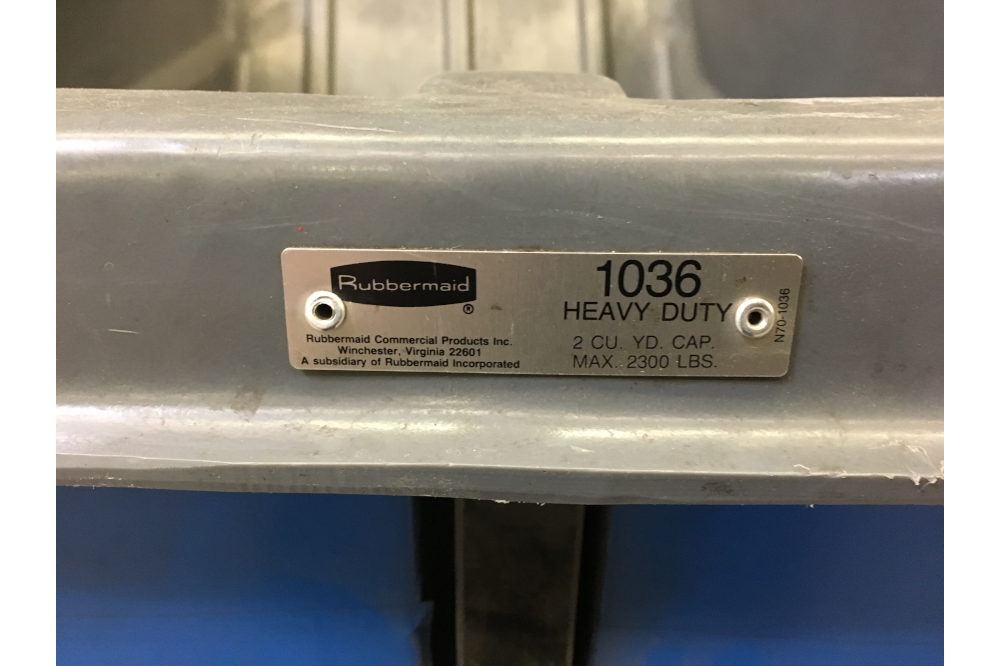 Rubbermaid
®
Rubbermaid Commercial Products Inc.
Winchester, Virginia 22601
A subsidiary of Rubbermaid Incorporated
1036
HEAVY DUTY
2 CU. YD. CAP.
MAX. 2300 LBS.
N70-1036